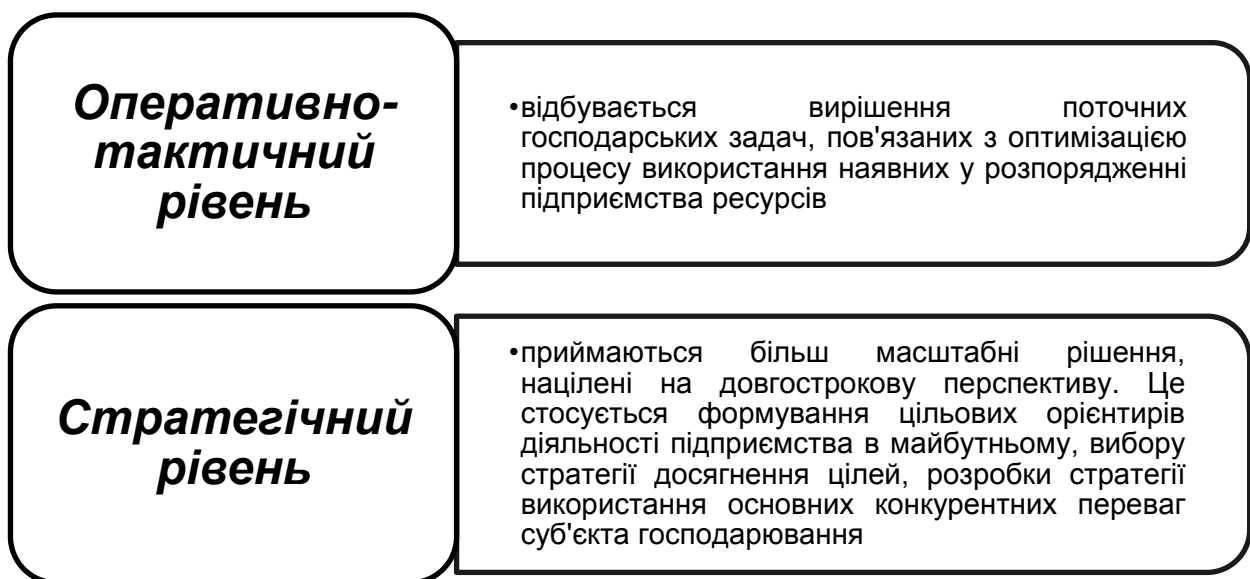 Оперативно-
тактичний
рівень
•відбувається вирішення поточних
господарських задач, пов'язаних з оптимізацією
процесу використання наявних у розпорядженні
підприємства ресурсів
Стратегічний
рівень
•приймаються більш масштабні рішення,
націлені на довгострокову перспективу. Це
стосується формування цільових орієнтирів
діяльності підприємства в майбутньому, вибору
стратегії досягнення цілей, розробки стратегії
використання основних конкурентних переваг
суб'єкта господарювання